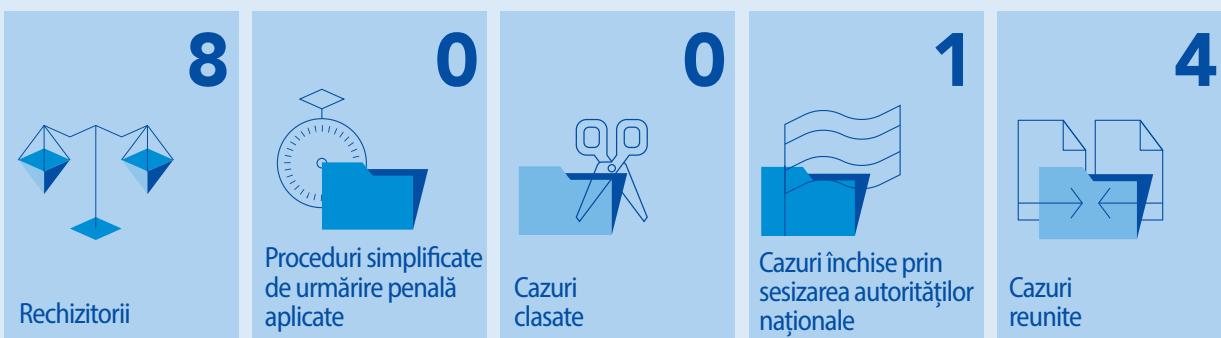 8
Rechizitorii
0
Proceduri simplificate
de urmărire penală
aplicate
0
Cazuri
clasate
1
Cazuri închise prin
sesizarea autorităților
naționale
4
Cazuri
reunite